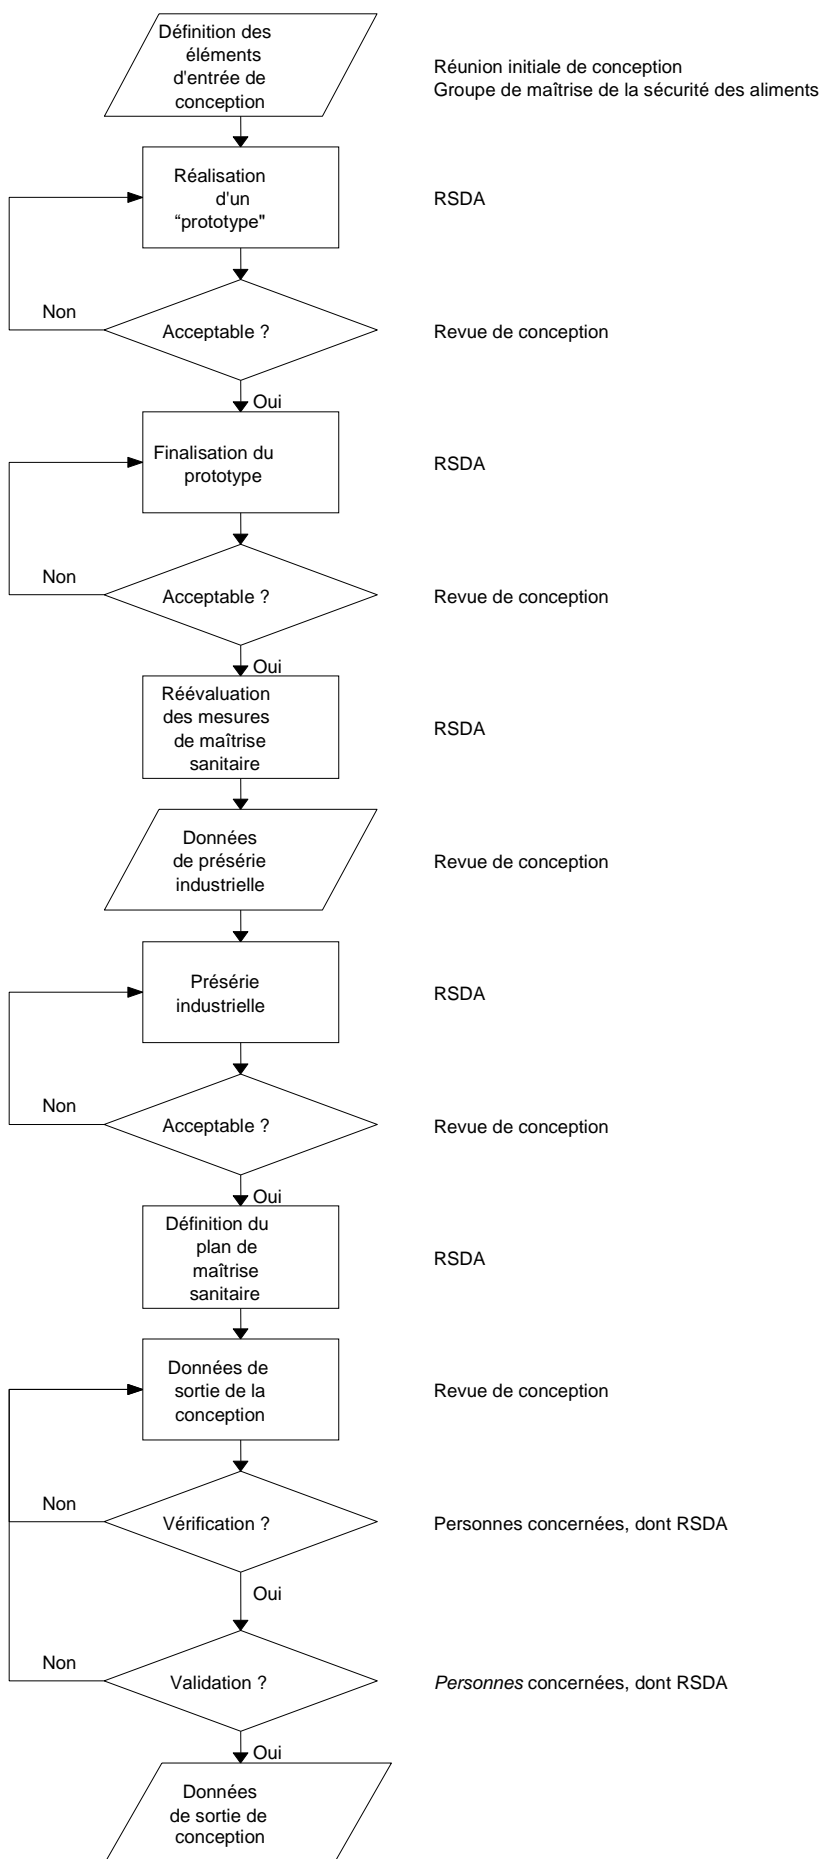 Définition des
éléments
d'entrée de
conception
Réunion initiale de conception
Groupe de maîtrise de la sécurité des aliments
Réalisation
d'un
“prototype"
RSDA
Non
Acceptable ?
Revue de conception
Oui
Finalisation du
prototype
RSDA
Non
Acceptable ?
Revue de conception
Oui
Réévaluation
des mesures
de maîtrise
sanitaire
RSDA
Données
de présérie
industrielle
Revue de conception
Présérie
industrielle
RSDA
Non
Acceptable ?
Revue de conception
Oui
Définition du
plan de
maîtrise
sanitaire
RSDA
Données de
sortie de la
conception
Revue de conception
Non
Vérification ?
Personnes concernées, dont RSDA
Oui
Non
Validation ?
Personnes concernées, dont RSDA
Oui
Données
de sortie de
conception